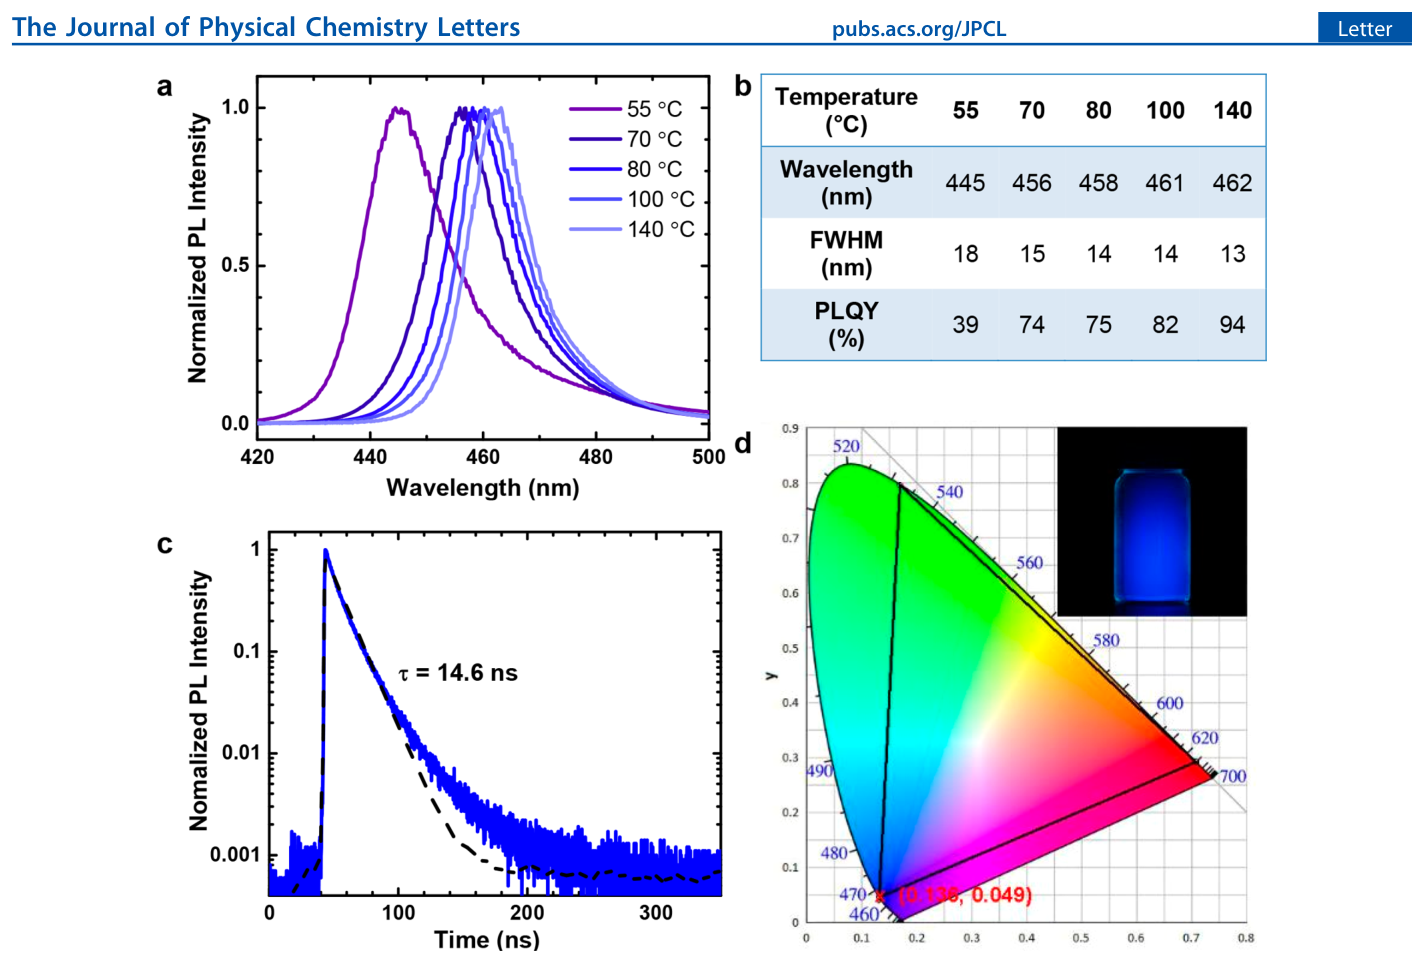 The Journal of Physical Chemistry Letters pubs.acs.org/JPCL Letter
a
Normalized PL Intensity
1.0
0.5
0.0
55 °C
70 °C
80 °C
100 °C
140 °C
420 440 460 480 500
Wavelength (nm)
b
Temperature (°C) 55 70 80 100 140
Wavelength (nm) 445 456 458 461 462
FWHM (nm) 18 15 14 14 13
PLQY (%) 39 74 75 82 94
c
Nomalized PL Intensity
1
0.1
0.01
0.001
τ = 14.6 ns
0 100 200 300
Time (ns)
d
0.9
0.8
0.7
0.6
0.5
0.4
0.3
0.2
0.1
0
y
520
540
560
580
600
620
700
490
480
470
460
(0.136, 0.049)
0 0.1 0.2 0.3 0.4 0.5 0.6 0.7 0.8